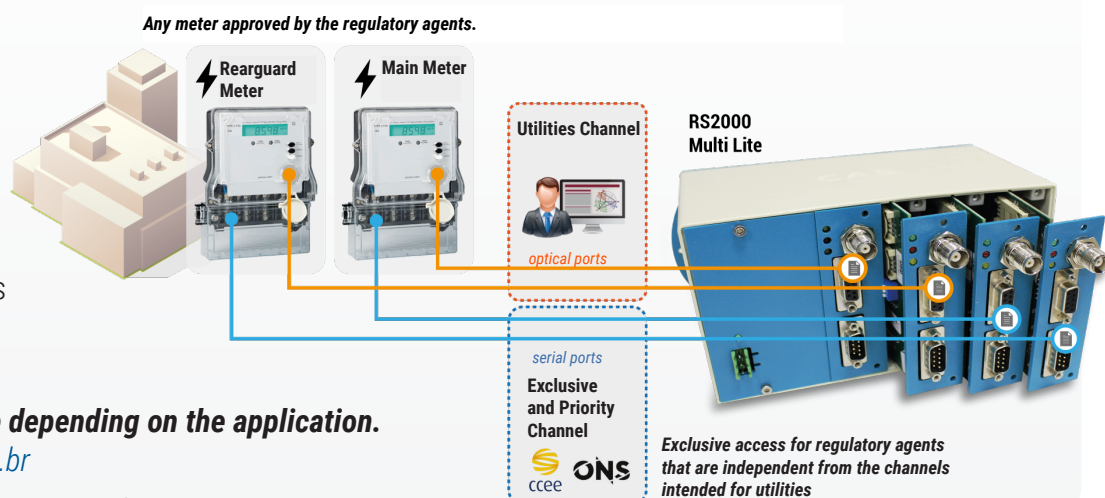 Any meter approved by the regulatory agents.
Rearguard
Meter
Main Meter
Utilities Channel
optical ports
RS2000
Multi Lite
CAS
s
serial ports
Exclusive
and Priority
Channel
ccee
ONS
depending on the application.
.br
Exclusive access for regulatory agents
that are independent from the channels
intended for utilities